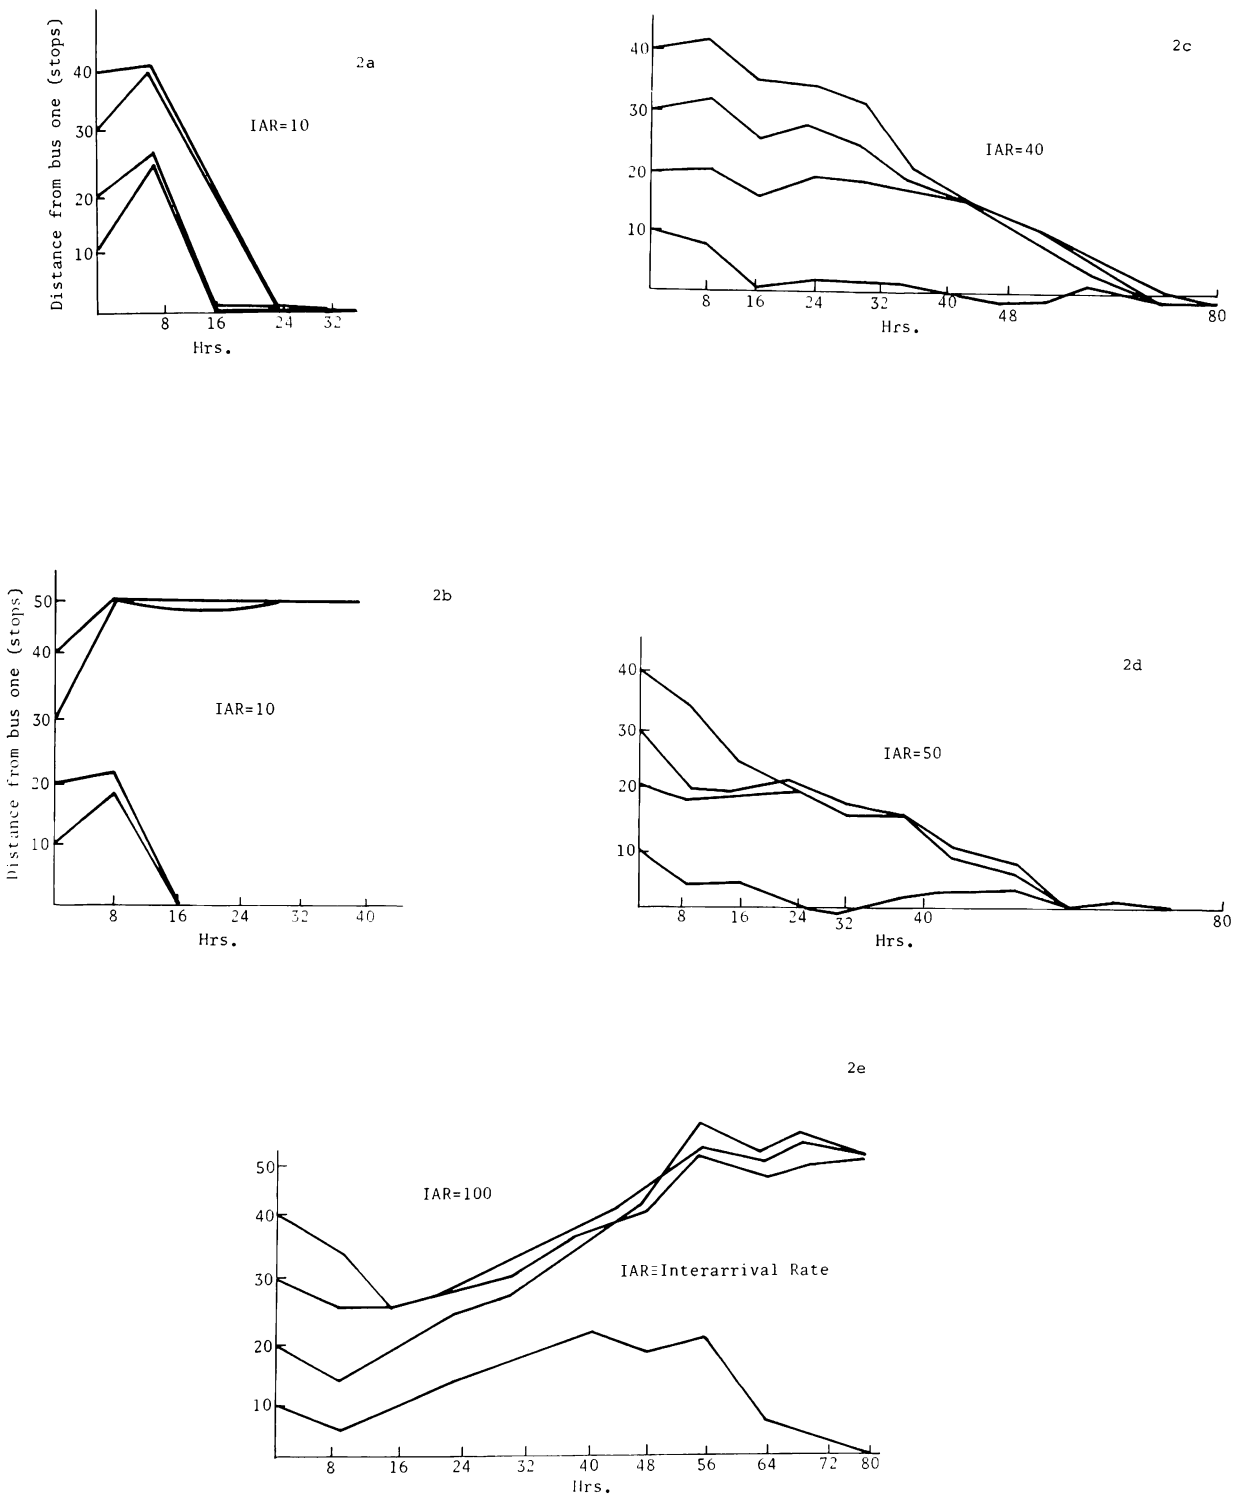 2a
Distance from bus one (stops)
40
30
20
10
IAR=10
8 16 24 32
Hrs.
2c
40
30
20
10
IAR=40
8 16 24 32 40 48 80
Hrs.
2b
Distance from bus one (stops)
50
40
30
20
10
IAR=10
8 16 24 32 40
Hrs.
2d
40
30
20
10
IAR=50
8 16 24 32 40 80
Hrs.
2e
50
40
30
20
10
IAR=100
IAR≡Interarrival Rate
8 16 24 32 40 48 56 64 72 80
Hrs.